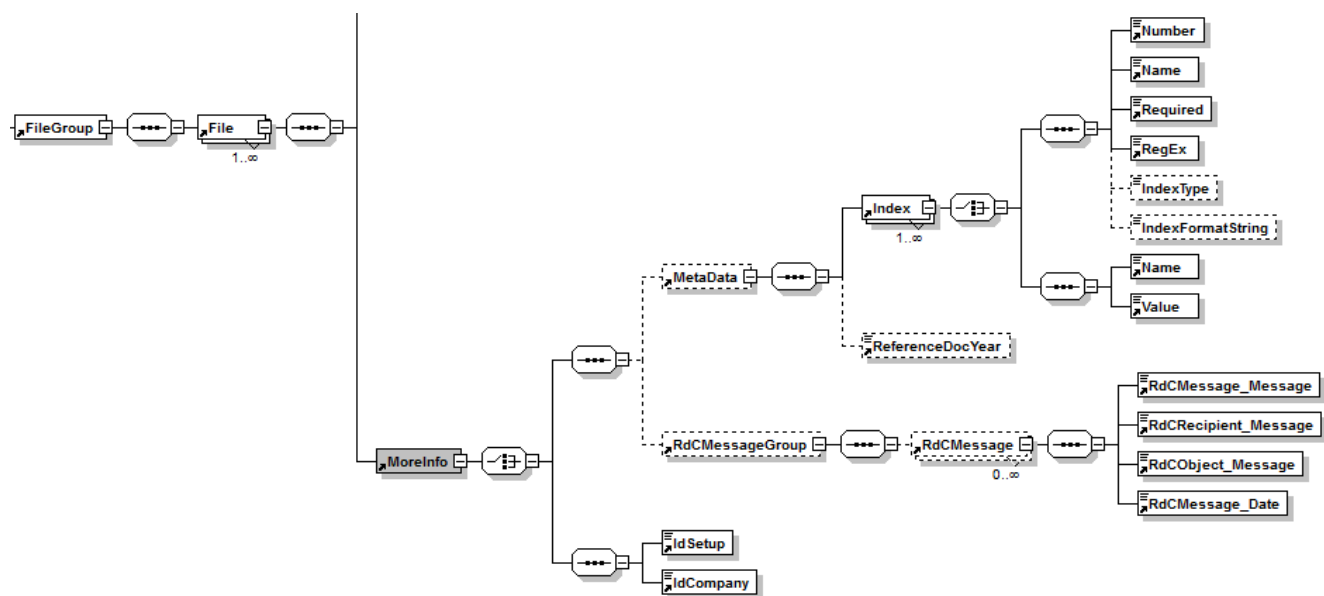 Number
Name
Required
FileGroup
File
1..∞
RegEx
IndexType
Index
1..∞
IndexFormatString
Name
MetaData
Value
ReferenceDocYear
RdCMessage_Message
RdCRecipient_Message
RdCMessageGroup
RdCMessage
0..∞
MoreInfo
RdCObject_Message
RdCMessage_Date
IdSetup
IdCompany